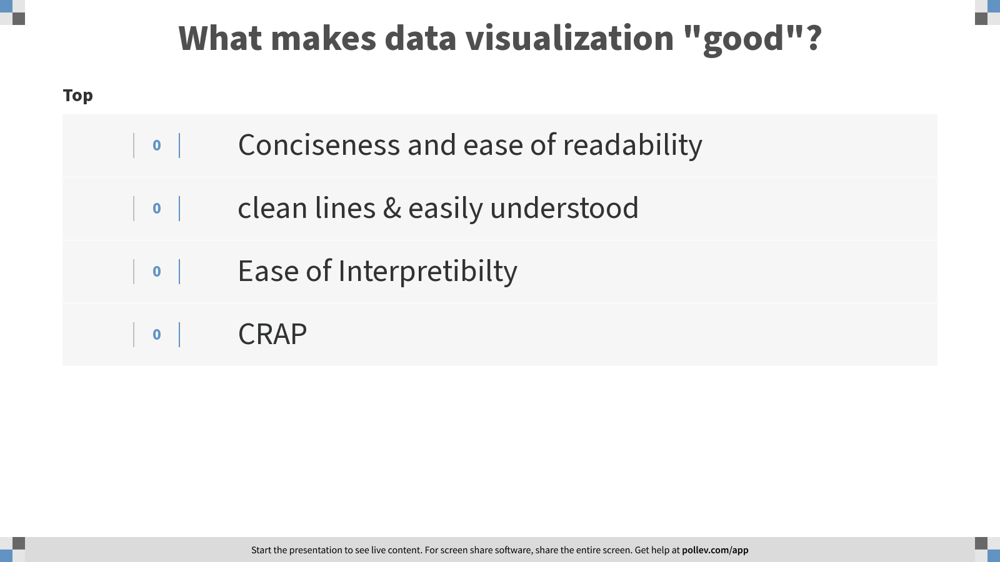 What makes data visualization "good"?
Top
0 Conciseness and ease of readability
0 clean lines & easily understood
0 Ease of Interpretibilty
0 CRAP
Start the presentation to see live content. For screen share software, share the entire screen. Get help at pollev.com/app